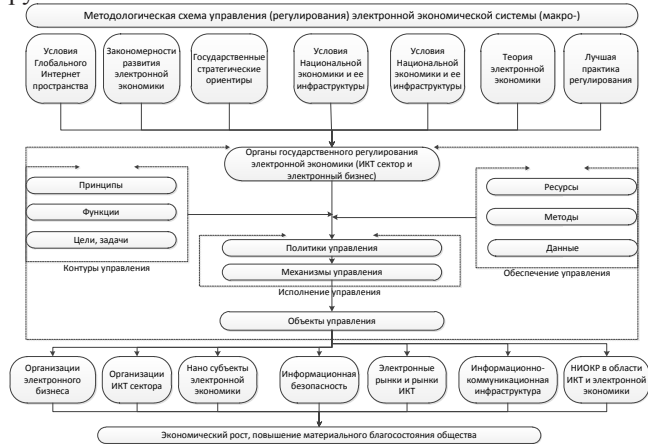 Методологическая схема управления (регулирования) электронной экономической системы (макро-)
Условия
Глобального
Интернет
пространства
Закономерности
развития
электронной
экономики
Государственные
стратегические
ориентиры
Условия
Национальной
экономики и ее
инфраструктуры
Условия
Национальной
экономики и ее
инфраструктуры
Теория
электронной
экономики
Лучшая
практика
регулирования
Органы государственного регулирования
электронной экономики (ИКТ сектор и
электронный бизнес)
Принципы
Функции
Цели, задачи
Контуры управления
Ресурсы
Методы
Данные
Обеспечение управления
Политики управления
Механизмы управления
Исполнение управления
Объекты управления
Организации
электронного
бизнеса
Организации
ИКТ сектора
Нано субъекты
электронной
экономики
Информационная
безопасность
Электронные
рынки и рынки
ИКТ
Информационно-
коммуникационная
инфраструктура
НИОКР в области
ИКТ и электронной
экономики
Экономический рост, повышение материального благосостояния общества